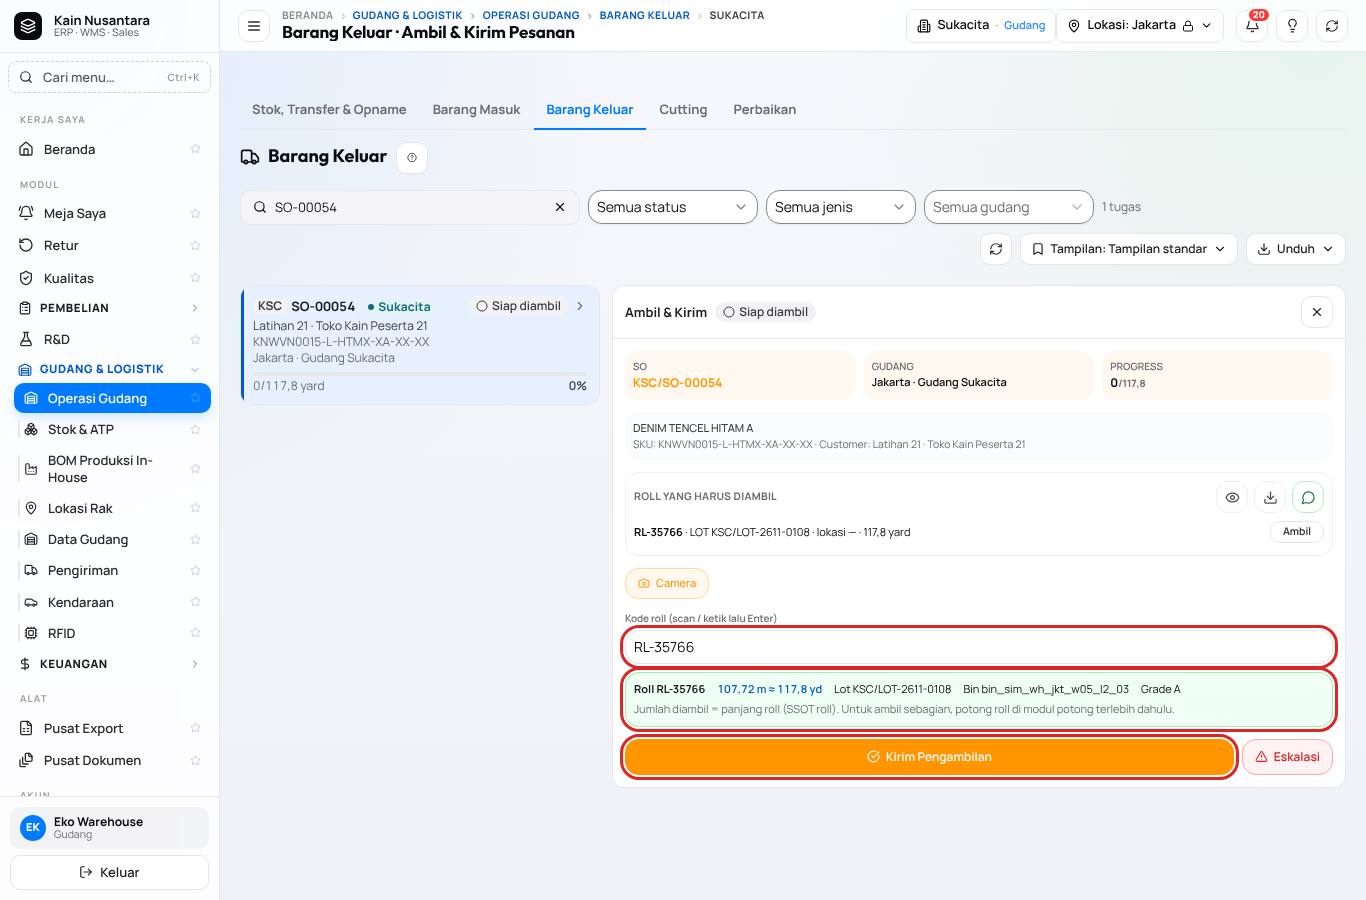 Kain Nusantara
ERP · WMS · Sales
Cari menu... Ctrl+K
KERJA SAYA
Beranda
MODUL
Meja Saya
Retur
Kualitas
PEMBELIAN
R&D
GUDANG & LOGISTIK
Operasi Gudang
Stok & ATP
BOM Produksi In-
House
Lokasi Rak
Data Gudang
Pengiriman
Kendaraan
RFID
KEUANGAN
ALAT
Pusat Export
Pusat Dokumen
AKUN
EK Eko Warehouse
Gudang
Keluar
BERANDA › GUDANG & LOGISTIK › OPERASI GUDANG › BARANG KELUAR › SUKACITA
Barang Keluar · Ambil & Kirim Pesanan
Sukacita · Gudang
Lokasi: Jakarta
20
Stok, Transfer & Opname Barang Masuk Barang Keluar Cutting Perbaikan
Barang Keluar
SO-00054 Semua status Semua jenis Semua gudang 1 tugas
Tampilan: Tampilan standar Unduh
KSC SO-00054 Sukacita Siap diambil
Latihan 21 · Toko Kain Peserta 21
KNWVN0015-L-HTMX-XA-XX-XX
Jakarta · Gudang Sukacita
0/117,8 yard 0%
Ambil & Kirim Siap diambil
SO
KSC/SO-00054
GUDANG
Jakarta · Gudang Sukacita
PROGRESS
0/117,8
DENIM TENCEL HITAM A
SKU: KNWVN0015-L-HTMX-XA-XX-XX · Customer: Latihan 21 · Toko Kain Peserta 21
ROLL YANG HARUS DIAMBIL
RL-35766 · LOT KSC/LOT-2611-0108 · lokasi — · 117,8 yard Ambil
Camera
Kode roll (scan / ketik lalu Enter)
RL-35766
Roll RL-35766 107,72 m ≈ 117,8 yd Lot KSC/LOT-2611-0108 Bin bin_sim_wh_jkt_w05_l2_03 Grade A
Jumlah diambil = panjang roll (SSOT roll). Untuk ambil sebagian, potong roll di modul potong terlebih dahulu.
Kirim Pengambilan Eskalasi